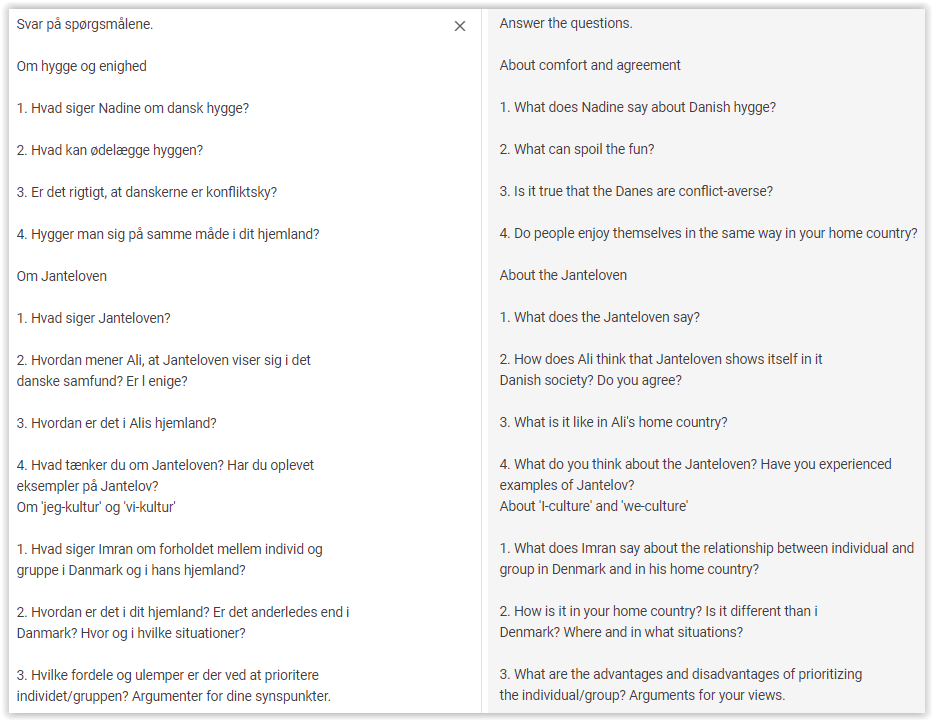 Svar på spørgsmålene.
Om hygge og enighed
1. Hvad siger Nadine om dansk hygge?
2. Hvad kan ødelægge hyggen?
3. Er det rigtigt, at danskerne er konfliktsky?
4. Hygger man sig på samme måde i dit hjemland?
Om Janteloven
1. Hvad siger Janteloven?
2. Hvordan mener Ali, at Janteloven viser sig i det
danske samfund? Er l enige?
3. Hvordan er det i Alis hjemland?
4. Hvad tænker du om Janteloven? Har du oplevet
eksempler på Jantelov?
Om 'jeg-kultur' og 'vi-kultur'
1. Hvad siger Imran om forholdet mellem individ og
gruppe i Danmark og i hans hjemland?
2. Hvordan er det i dit hjemland? Er det anderledes end i
Danmark? Hvor og i hvilke situationer?
3. Hvilke fordele og ulemper er der ved at prioritere
individet/gruppen? Argumenter for dine synspunkter.
Answer the questions.
About comfort and agreement
1. What does Nadine say about Danish hygge?
2. What can spoil the fun?
3. Is it true that the Danes are conflict-averse?
4. Do people enjoy themselves in the same way in your home country?
About the Janteloven
1. What does the Janteloven say?
2. How does Ali think that Janteloven shows itself in it
Danish society? Do you agree?
3. What is it like in Ali's home country?
4. What do you think about the Janteloven? Have you experienced
examples of Jantelov?
About 'I-culture' and 'we-culture'
1. What does Imran say about the relationship between individual and
group in Denmark and in his home country?
2. How is it in your home country? Is it different than i
Denmark? Where and in what situations?
3. What are the advantages and disadvantages of prioritizing
the individual/group? Arguments for your views.